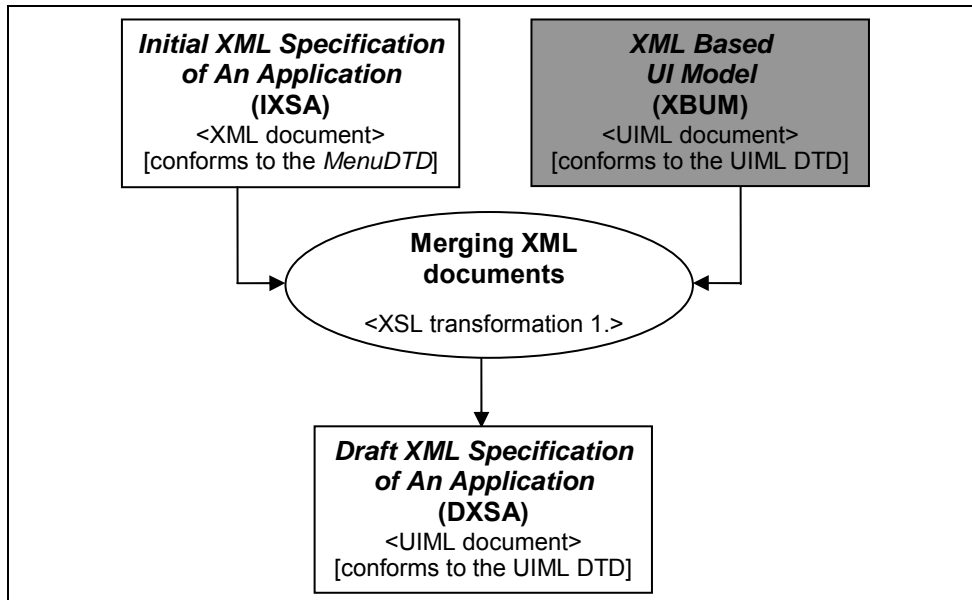 Initial XML Specification
of An Application
(IXSA)
<XML document>
[conforms to the MenuDTD]
XML Based
UI Model
(XBUM)
<UIML document>
[conforms to the UIML DTD]
Merging XML
documents
<XSL transformation 1.>
Draft XML Specification
of An Application
(DXSA)
<UIML document>
[conforms to the UIML DTD]